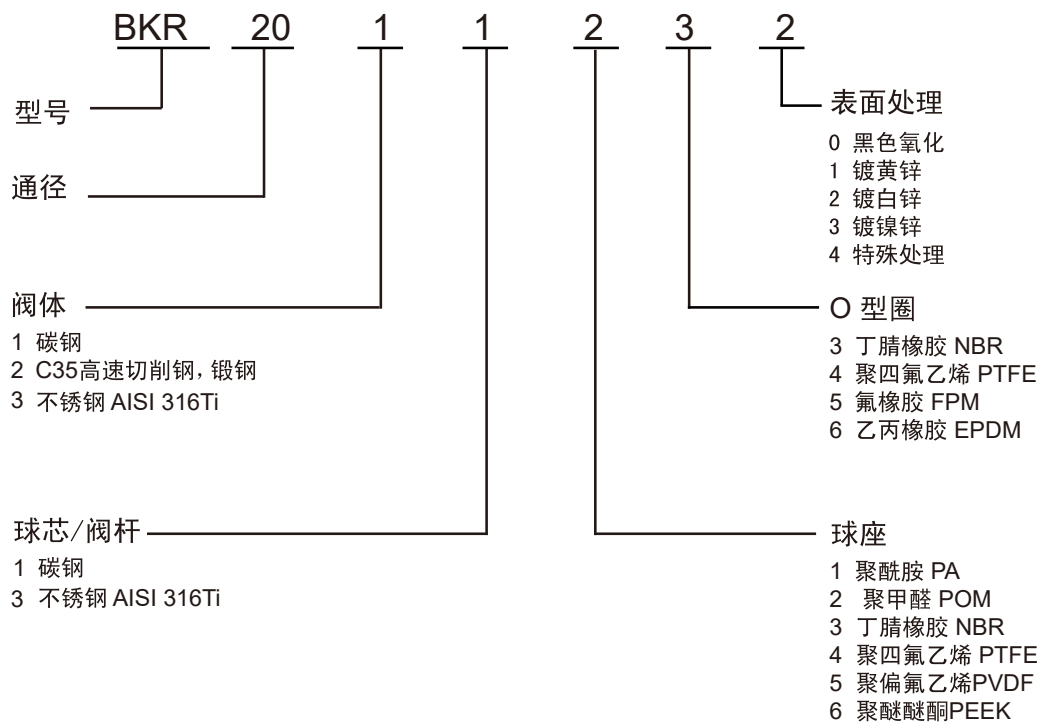 BKR 20 1 1 2 3 2
型号
通径
阀体
1 碳钢
2 C35高速切削钢，锻钢
3 不锈钢 AISI 316Ti
球芯/阀杆
1 碳钢
3 不锈钢 AISI 316Ti
表面处理
0 黑色氧化
1 镀黄锌
2 镀白锌
3 镀镍锌
4 特殊处理
O 型圈
3 丁腈橡胶 NBR
4 聚四氟乙烯 PTFE
5 氟橡胶 FPM
6 乙丙橡胶 EPDM
球座
1 聚酰胺 PA
2 聚甲醛 POM
3 丁腈橡胶 NBR
4 聚四氟乙烯 PTFE
5 聚偏氟乙烯PVDF
6 聚醚醚酮PEEK